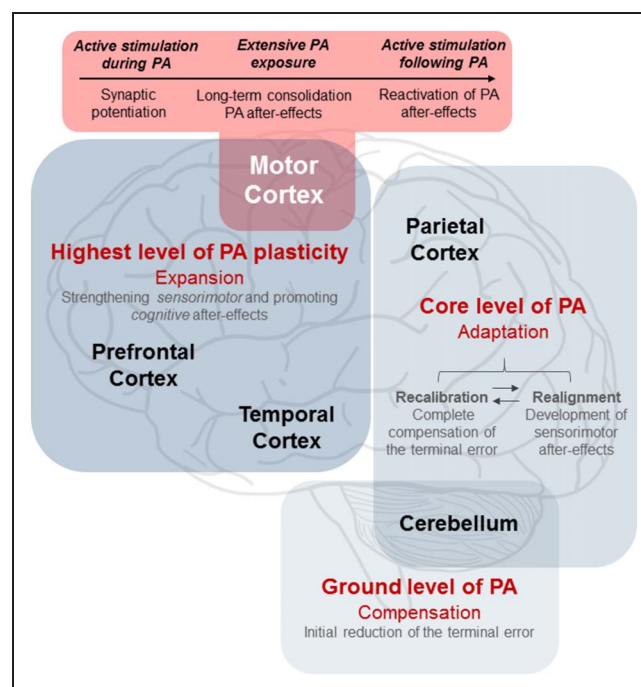 Active stimulation during PA
Synaptic potentiation
Extensive PA exposure
Long-term consolidation PA after-effects
Active stimulation following PA
Reactivation of PA after-effects
Motor
Cortex
Highest level of PA plasticity
Expansion
Strengthening sensorimotor and promoting
cognitive after-effects
Prefrontal
Cortex
Temporal
Cortex
Parietal
Cortex
Core level of PA
Adaptation
Recalibration
Complete
compensation of
the terminal error
Realignment
Development of
sensorimotor
after-effects
Cerebellum
Ground level of PA
Compensation
Initial reduction of the terminal error